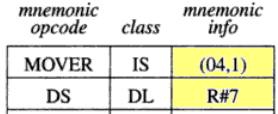 mnemonic opcode class mnemonic info
MOVER IS (04,1)
DS DL R#7